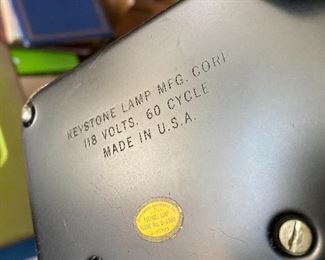 KEYSTONE LAMP MFG. CORP
118 VOLTS. 60 CYCLE
MADE IN U.S.A.